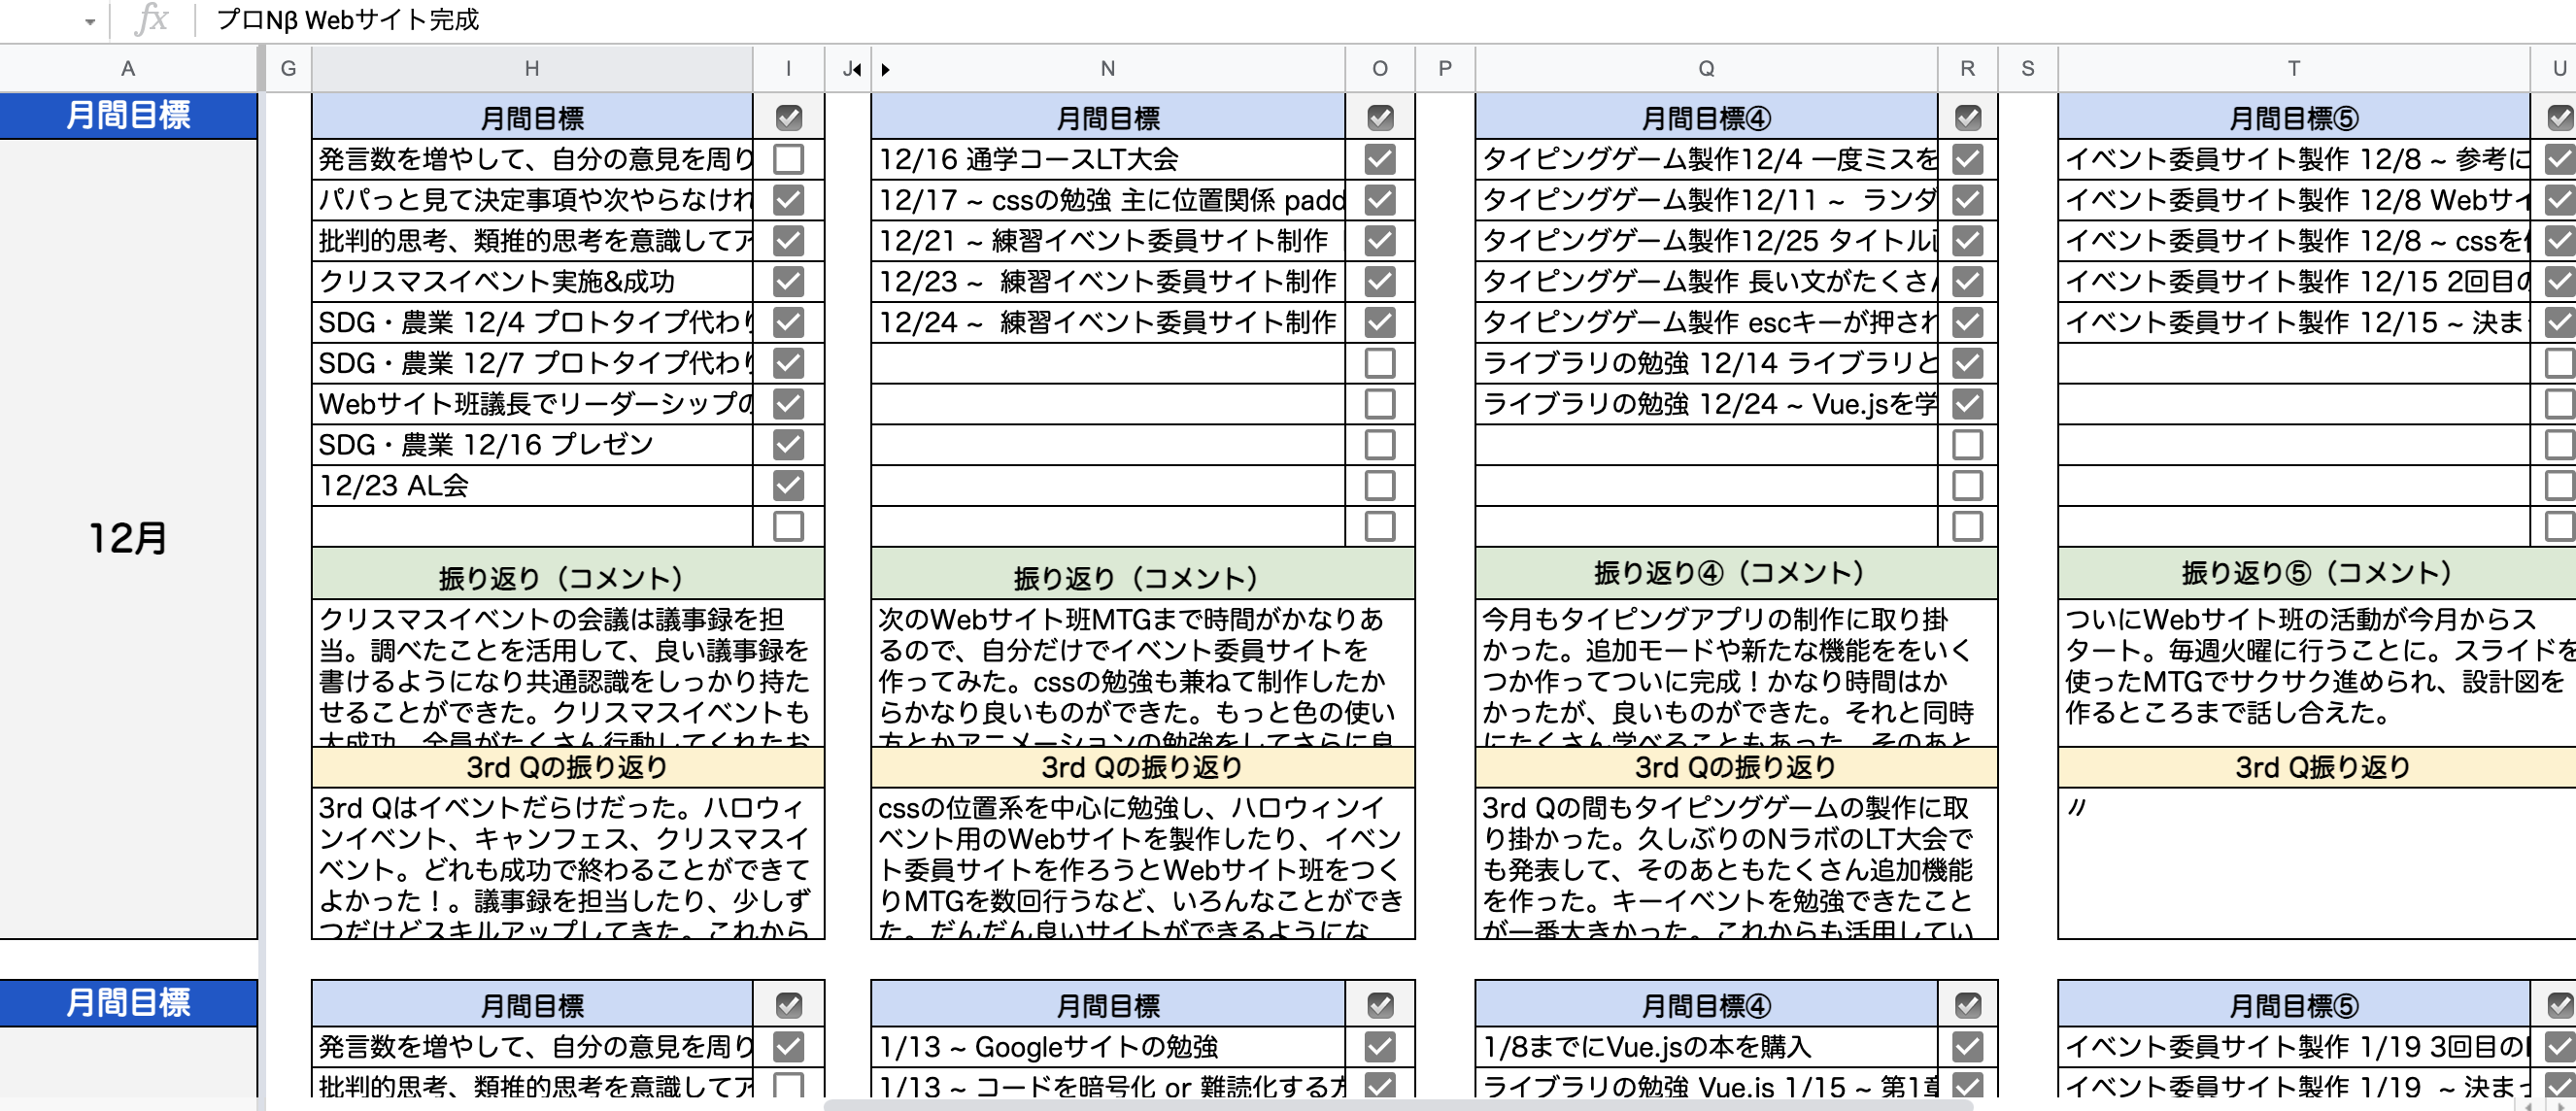 fx プロNβ Webサイト完成
A G H I J N O P Q R S T U
月間目標
12月
月間目標
発言数を増やして、自分の意見を周り
パパっと見て決定事項や次やらなけれ
批判的思考、類推的思考を意識してア
クリスマスイベント実施&成功
SDG・農業 12/4 プロトタイプ代わり
SDG・農業 12/7 プロトタイプ代わり
Webサイト班議長でリーダーシップの
SDG・農業 12/16 プレゼン
12/23 AL会
振り返り（コメント）
クリスマスイベントの会議は議事録を担
当。調べたことを活用して、良い議事録を
書けるようになり共通認識をしっかり持た
せることができた。クリスマスイベントも
大成功。全員がたくさん行動してくれたお
3rd Qの振り返り
3rd Qはイベントだらけだった。ハロウィ
ンイベント、キャンフェス、クリスマスイ
ベント。どれも成功で終わることができて
よかった！。議事録を担当したり、少しず
つだけどスキルアップしてきた。これから
月間目標
12/16 通学コースLT大会
12/17 ~ cssの勉強 主に位置関係 padd
12/21 ~ 練習イベント委員サイト制作
12/23 ~ 練習イベント委員サイト制作
12/24 ~ 練習イベント委員サイト制作
振り返り（コメント）
次のWebサイト班MTGまで時間がかなりあ
るので、自分だけでイベント委員サイトを
作ってみた。cssの勉強も兼ねて制作したか
らかなり良いものができた。もっと色の使い
方とかアニメーションの勉強をしてさらに良
3rd Qの振り返り
cssの位置系を中心に勉強し、ハロウィンイ
ベント用のWebサイトを製作したり、イベン
ト委員サイトを作ろうとWebサイト班をつく
りMTGを数回行うなど、いろんなことができ
た。だんだん良いサイトができるようにな
月間目標④
タイピングゲーム製作12/4 一度ミスを
タイピングゲーム製作12/11 ~ ランダ
タイピングゲーム製作12/25 タイトル
タイピングゲーム製作 長い文がたくさん
タイピングゲーム製作 escキーが押され
ライブラリの勉強 12/14 ライブラリと
ライブラリの勉強 12/24 ~ Vue.jsを学
振り返り④（コメント）
今月もタイピングアプリの制作に取り掛
かった。追加モードや新たな機能ををいく
つか作ってついに完成！かなり時間はか
かったが、良いものができた。それと同時
にたくさん学べることもあった。そのあと
3rd Qの振り返り
3rd Qの間もタイピングゲームの製作に取
り掛かった。久しぶりのNラボのLT大会で
も発表して、そのあともたくさん追加機能
を作った。キーイベントを勉強できたこと
が一番大きかった。これからも活用してい
月間目標⑤
イベント委員サイト製作 12/8 ~ 参考に
イベント委員サイト製作 12/8 Webサイ
イベント委員サイト製作 12/8 ~ cssを
イベント委員サイト製作 12/15 2回目の
イベント委員サイト製作 12/15 ~ 決ま
振り返り⑤（コメント）
ついにWebサイト班の活動が今月からス
タート。毎週火曜に行うことに。スライドを
使ったMTGでサクサク進められ、設計図を
作るところまで話し合えた。
3rd Q振り返り
〃
月間目標
月間目標
発言数を増やして、自分の意見を周り
批判的思考、類推的思考を意識してア
月間目標
1/13 ~ Googleサイトの勉強
1/13 ~ コードを暗号化 or 難読化する方
月間目標④
1/8までにVue.jsの本を購入
ライブラリの勉強 Vue.js 1/15 ~ 第1章
月間目標⑤
イベント委員サイト製作 1/19 3回目の
イベント委員サイト製作 1/19 ~ 決まっ